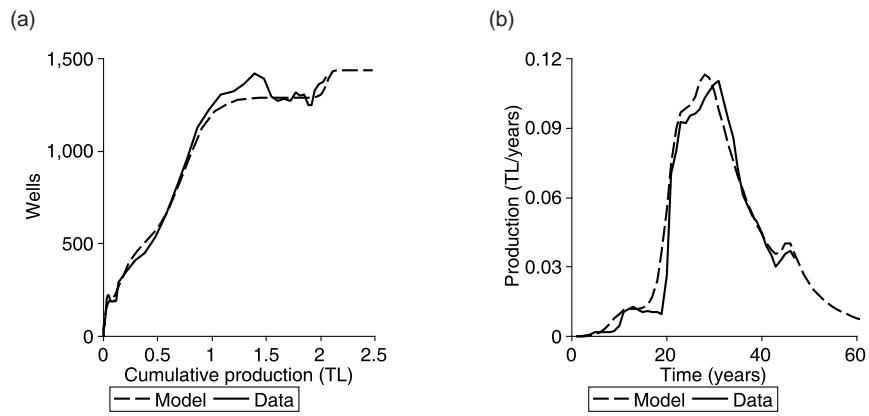 (a)
1,500
1,000
500
0
Wells
0 0.5 1 1.5 2 2.5
Cumulative production (TL)
Model Data
(b)
0.12
0.09
0.06
0.03
0
Production (TL/years)
0 20 40 60
Time (years)
Model Data